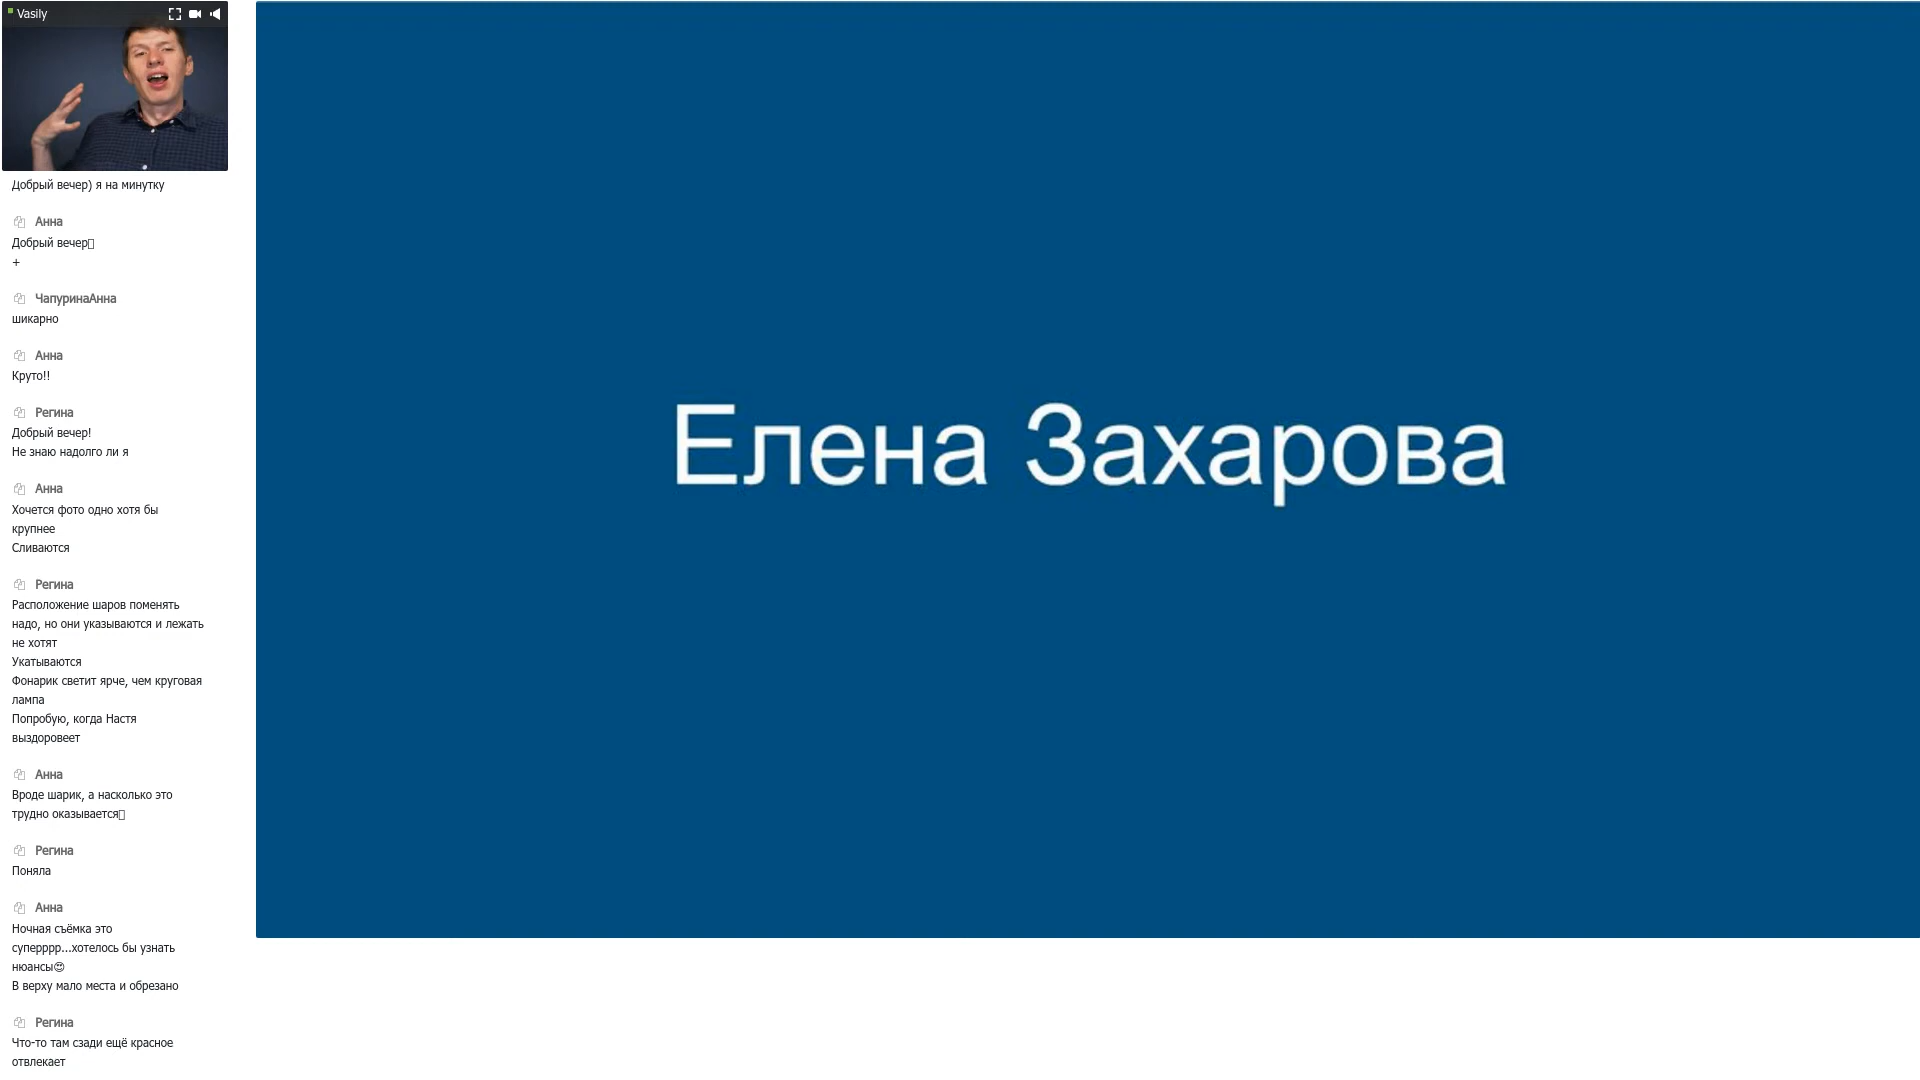 Vasily
Добрый вечер) я на минутку
Анна
Добрый вечер
+
ЧапуринаАнна
шикарно
Анна
Круто!!
Регина
Добрый вечер!
Не знаю надолго ли я
Анна
Хочется фото одно хотя бы
крупнее
Сливаются
Регина
Расположение шаров поменять
надо, но они указываются и лежать
не хотят
Укатываются
Фонарик светит ярче, чем круговая
лампа
Попробую, когда Настя
выздоровеет
Анна
Вроде шарик, а насколько это
трудно оказывается
Регина
Поняла
Анна
Ночная съёмка это
суперррр...хотелось бы узнать
нюансы😍
В верху мало места и обрезано
Регина
Что-то там сзади ещё красное
отвлекает
Елена Захарова